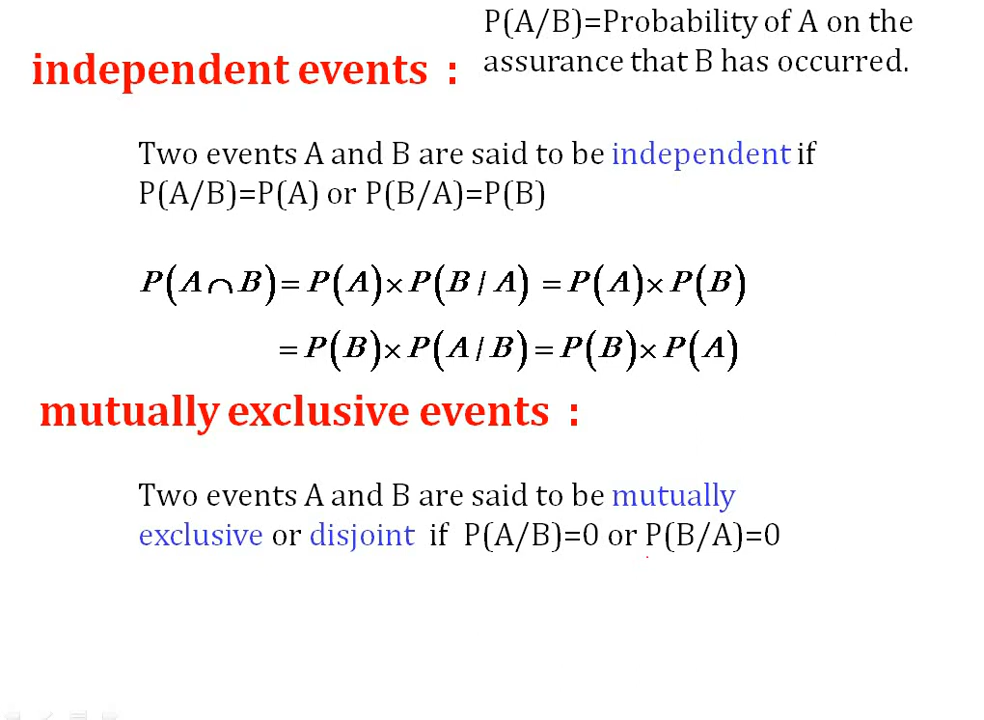 P(A/B)=Probability of A on the
assurance that B has occurred.
independent events :
Two events A and B are said to be independent if
P(A/B)=P(A) or P(B/A)=P(B)
P(A∩B)=P(A)×P(B/A)=P(A)×P(B)
=P(B)×P(A/B)=P(B)×P(A)
mutually exclusive events :
Two events A and B are said to be mutually
exclusive or disjoint if P(A/B)=0 or P(B/A)=0